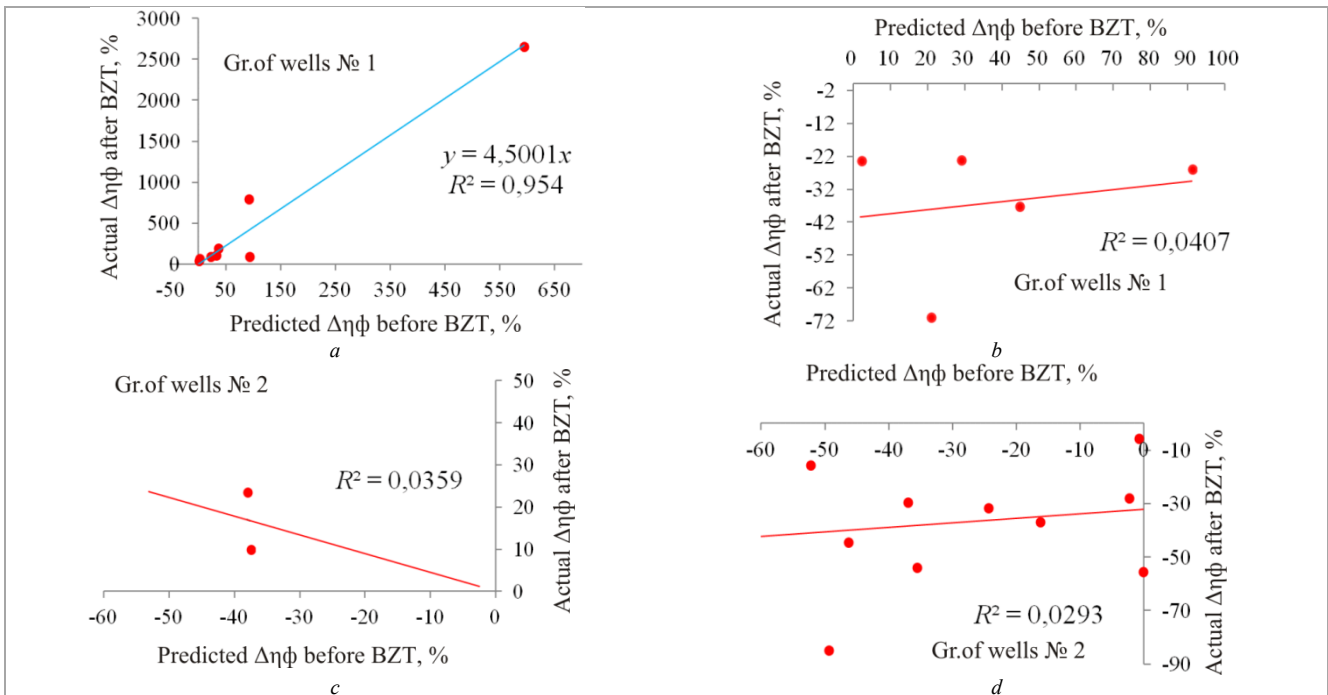 3000
2500
2000
1500
1000
500
0
-50 50 150 250 350 450 550 650
Actual Δηф after BZT, %
Gr.of wells № 1
y = 4,5001x
R² = 0,954
Predicted Δηф before BZT, %
a
Predicted Δηф before BZT, %
0 10 20 30 40 50 60 70 80 90 100
-2
-12
-22
-32
-42
-52
-62
-72
Actual Δηф after BZT, %
R² = 0,0407
Gr.of wells № 1
b
Gr.of wells № 2
50
40
30
20
10
0
Actual Δηф after BZT, %
R² = 0,0359
-60 -50 -40 -30 -20 -10 0
Predicted Δηф before BZT, %
c
Predicted Δηф before BZT, %
-60 -50 -40 -30 -20 -10 0
-10
-30
-50
-70
-90
Actual Δηф after BZT, %
R² = 0,0293
Gr.of wells № 2
d